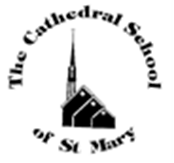 The Cathedral School
of St Mary